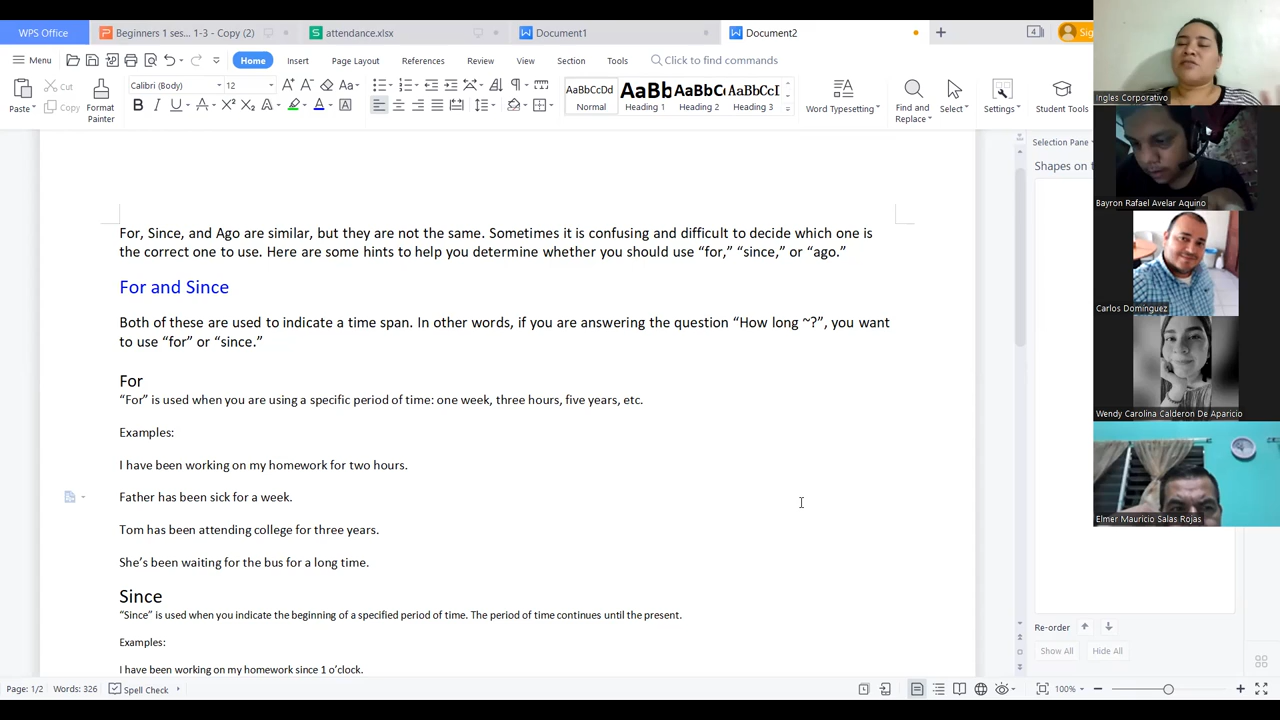 WPS Office
Beginners 1 ses... 1-3 - Copy (2)
attendance.xlsx
Document1
Document2
4
Menu
Home
Insert
Page Layout
References
Review
View
Section
Tools
Click to find commands
Paste
Cut
Copy
Format
Painter
Calibri (Body)
12
AaBbCcDd
Normal
AaBb
Heading 1
AaBbC
Heading 2
AaBbCcI
Heading 3
Word Typesetting
Find and
Replace
Select
Settings
Student Tools
For, Since, and Ago are similar, but they are not the same. Sometimes it is confusing and difficult to decide which one is
the correct one to use. Here are some hints to help you determine whether you should use “for,” “since,” or “ago.”
For and Since
Both of these are used to indicate a time span. In other words, if you are answering the question “How long ~?”, you want
to use “for” or “since.”
For
“For” is used when you are using a specific period of time: one week, three hours, five years, etc.
Examples:
I have been working on my homework for two hours.
Father has been sick for a week.
Tom has been attending college for three years.
She’s been waiting for the bus for a long time.
Since
“Since” is used when you indicate the beginning of a specified period of time. The period of time continues until the present.
Examples:
I have been working on my homework since 1 o’clock.
Selection Pane
Shapes on t
Re-order
Show All
Hide All
Ingles Corporativo
Bayron Rafael Avelar Aquino
Carlos Domínguez
Wendy Carolina Calderon De Aparicio
Elmer Mauricio Salas Rojas
Page: 1/2
Words: 326
Spell Check
100%